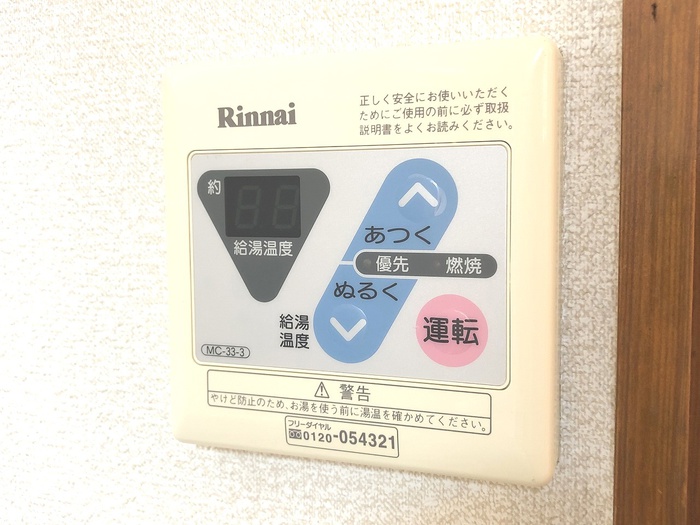 Rinnai
正しく安全にお使いいただく
ためにご使用の前に必ず取扱
説明書をよくお読みください。
約
88
給湯温度
あつく
優先 燃焼
ぬるく
給湯
温度
運転
MC-33-3
警告
やけど防止のため、お湯を使う前に湯温を確かめてください。
フリーダイヤル
0120-054321